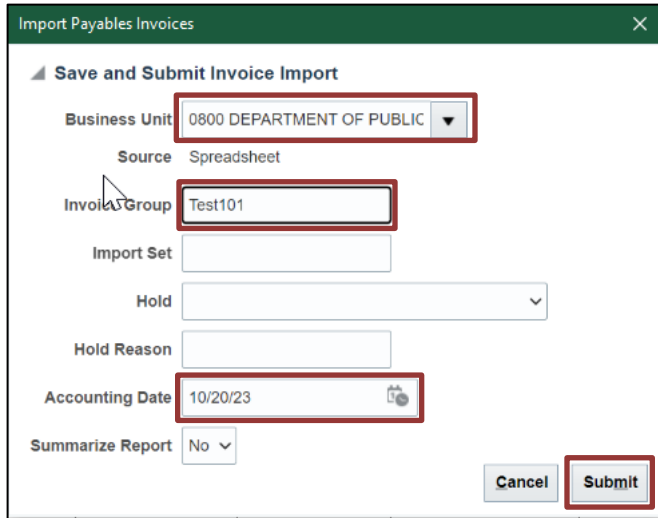 Import Payables Invoices
Save and Submit Invoice Import
Business Unit 0800 DEPARTMENT OF PUBLIC
Source Spreadsheet
Invoice Group Test101
Import Set
Hold
Hold Reason
Accounting Date 10/20/23
Summarize Report No
Cancel Submit